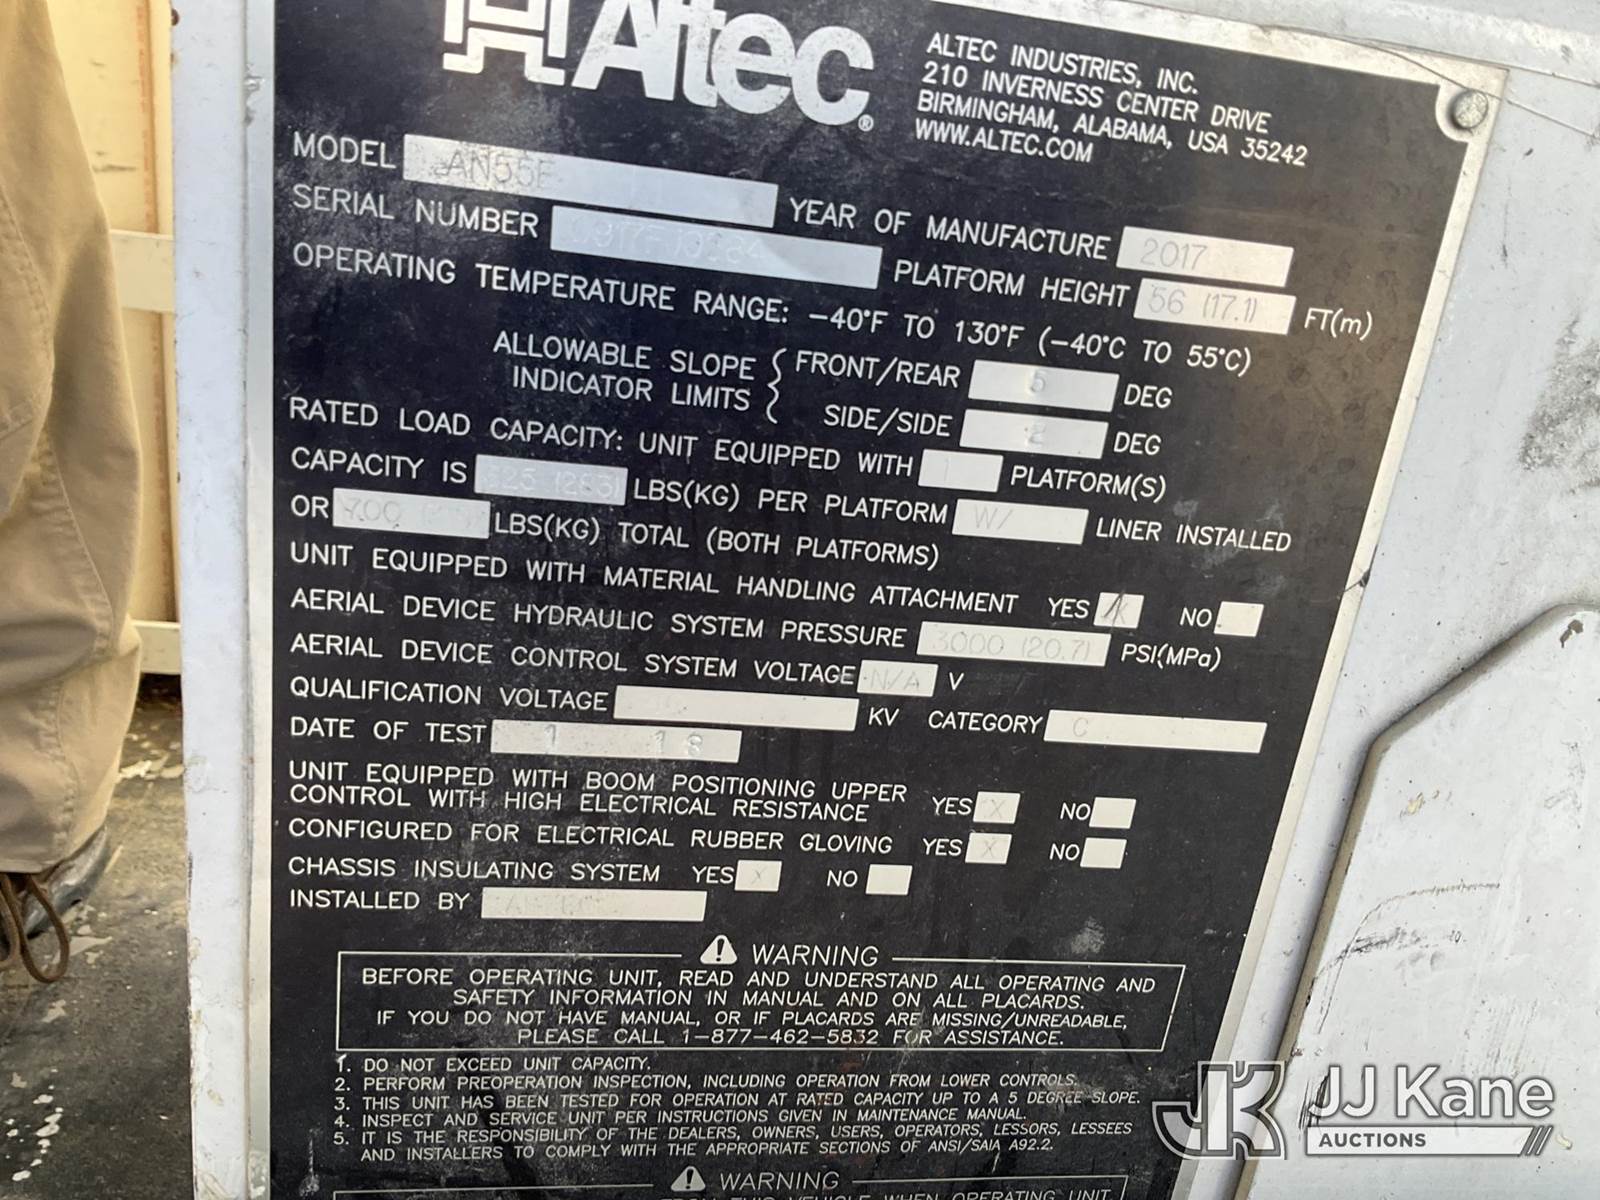 Altec®
ALTEC INDUSTRIES, INC.
210 INVERNESS CENTER DRIVE
BIRMINGHAM, ALABAMA, USA 35242
WWW.ALTEC.COM
MODEL AN55E
YEAR OF MANUFACTURE 2017
SERIAL NUMBER
PLATFORM HEIGHT 56 (17.1) FT(m)
OPERATING TEMPERATURE RANGE: -40°F TO 130°F (-40°C TO 55°C)
ALLOWABLE SLOPE INDICATOR LIMITS { FRONT/REAR 5 DEG
SIDE/SIDE DEG
RATED LOAD CAPACITY: UNIT EQUIPPED WITH 1 PLATFORM(S)
CAPACITY IS LBS(KG) PER PLATFORM W/ LINER INSTALLED
OR 700 LBS(KG) TOTAL (BOTH PLATFORMS)
UNIT EQUIPPED WITH MATERIAL HANDLING ATTACHMENT YES X NO
AERIAL DEVICE HYDRAULIC SYSTEM PRESSURE 3000 (20.7) PSI(MPa)
AERIAL DEVICE CONTROL SYSTEM VOLTAGE N/A V
QUALIFICATION VOLTAGE KV CATEGORY C
DATE OF TEST 1 18
UNIT EQUIPPED WITH BOOM POSITIONING UPPER
CONTROL WITH HIGH ELECTRICAL RESISTANCE YES X NO
CONFIGURED FOR ELECTRICAL RUBBER GLOVING YES X NO
CHASSIS INSULATING SYSTEM YES X NO
INSTALLED BY ALTEC
WARNING
BEFORE OPERATING UNIT, READ AND UNDERSTAND ALL OPERATING AND
SAFETY INFORMATION IN MANUAL AND ON ALL PLACARDS.
IF YOU DO NOT HAVE MANUAL, OR IF PLACARDS ARE MISSING/UNREADABLE,
PLEASE CALL 1-877-462-5832 FOR ASSISTANCE.
1. DO NOT EXCEED UNIT CAPACITY.
2. PERFORM PREOPERATION INSPECTION, INCLUDING OPERATION FROM LOWER CONTROLS.
3. THIS UNIT HAS BEEN TESTED FOR OPERATION AT RATED CAPACITY UP TO A 5 DEGREE SLOPE.
4. INSPECT AND SERVICE UNIT PER INSTRUCTIONS GIVEN IN MAINTENANCE MANUAL.
5. IT IS THE RESPONSIBILITY OF THE DEALERS, OWNERS, USERS, OPERATORS, LESSORS, LESSEES
AND INSTALLERS TO COMPLY WITH THE APPROPRIATE SECTIONS OF ANSI/SAIA A92.2.
WARNING
THIS VEHICLE WHEN OPERATING UNIT,
JK JJ Kane
AUCTIONS